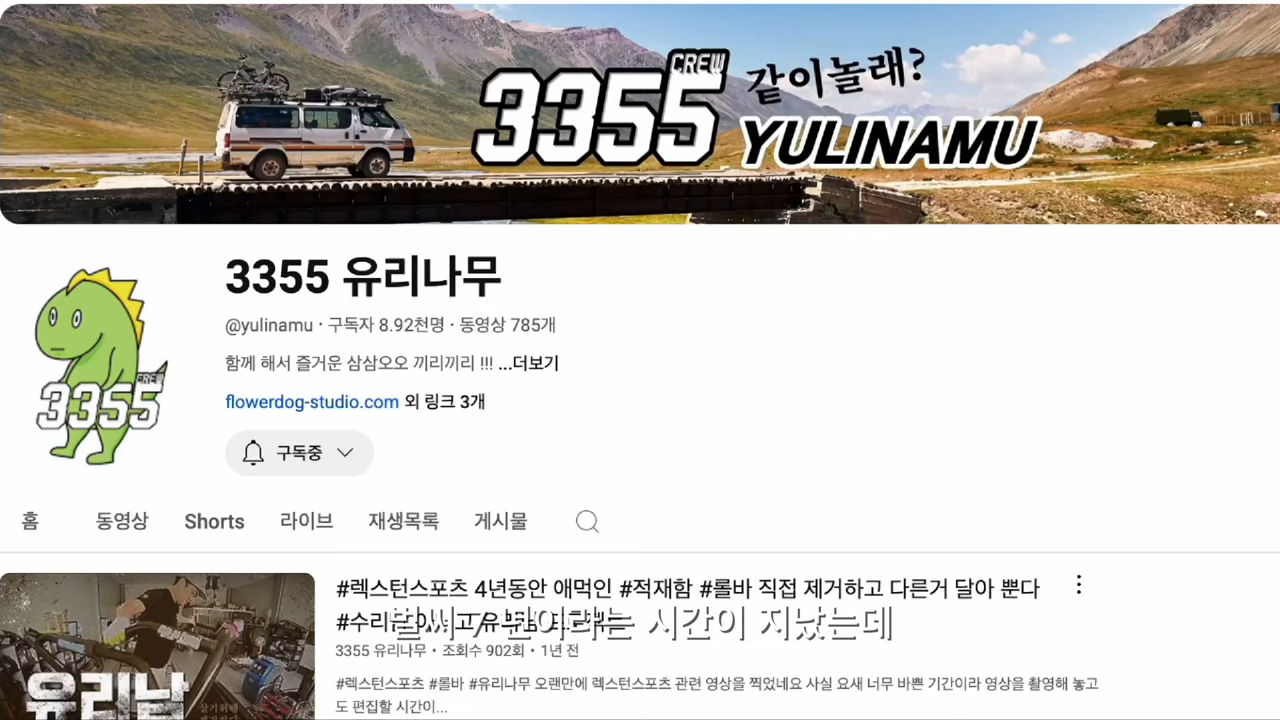 3355 CREW 같이놀래?
YULINAMU
3355 유리나무
@yulinamu · 구독자 8.92천명 · 동영상 785개
함께 해서 즐거운 삼삼오오 끼리끼리 !!! ...더보기
flowerdog-studio.com 외 링크 3개
CREW
3355
구독중
홈 동영상 Shorts 라이브 재생목록 게시물
#렉스턴스포츠 4년동안 애먹인 #적재함 #롤바 직접 제거하고 다른거 달아 뿐다
시간이 지났는데
3355 유리나무 · 조회수 902회 · 1년 전
#렉스턴스포츠 #롤바 #유리나무 오랜만에 렉스턴스포츠 관련 영상을 찍었네요 사실 요새 너무 바쁜 기간이라 영상을 촬영해 놓고
도 편집할 시간이...
유리남